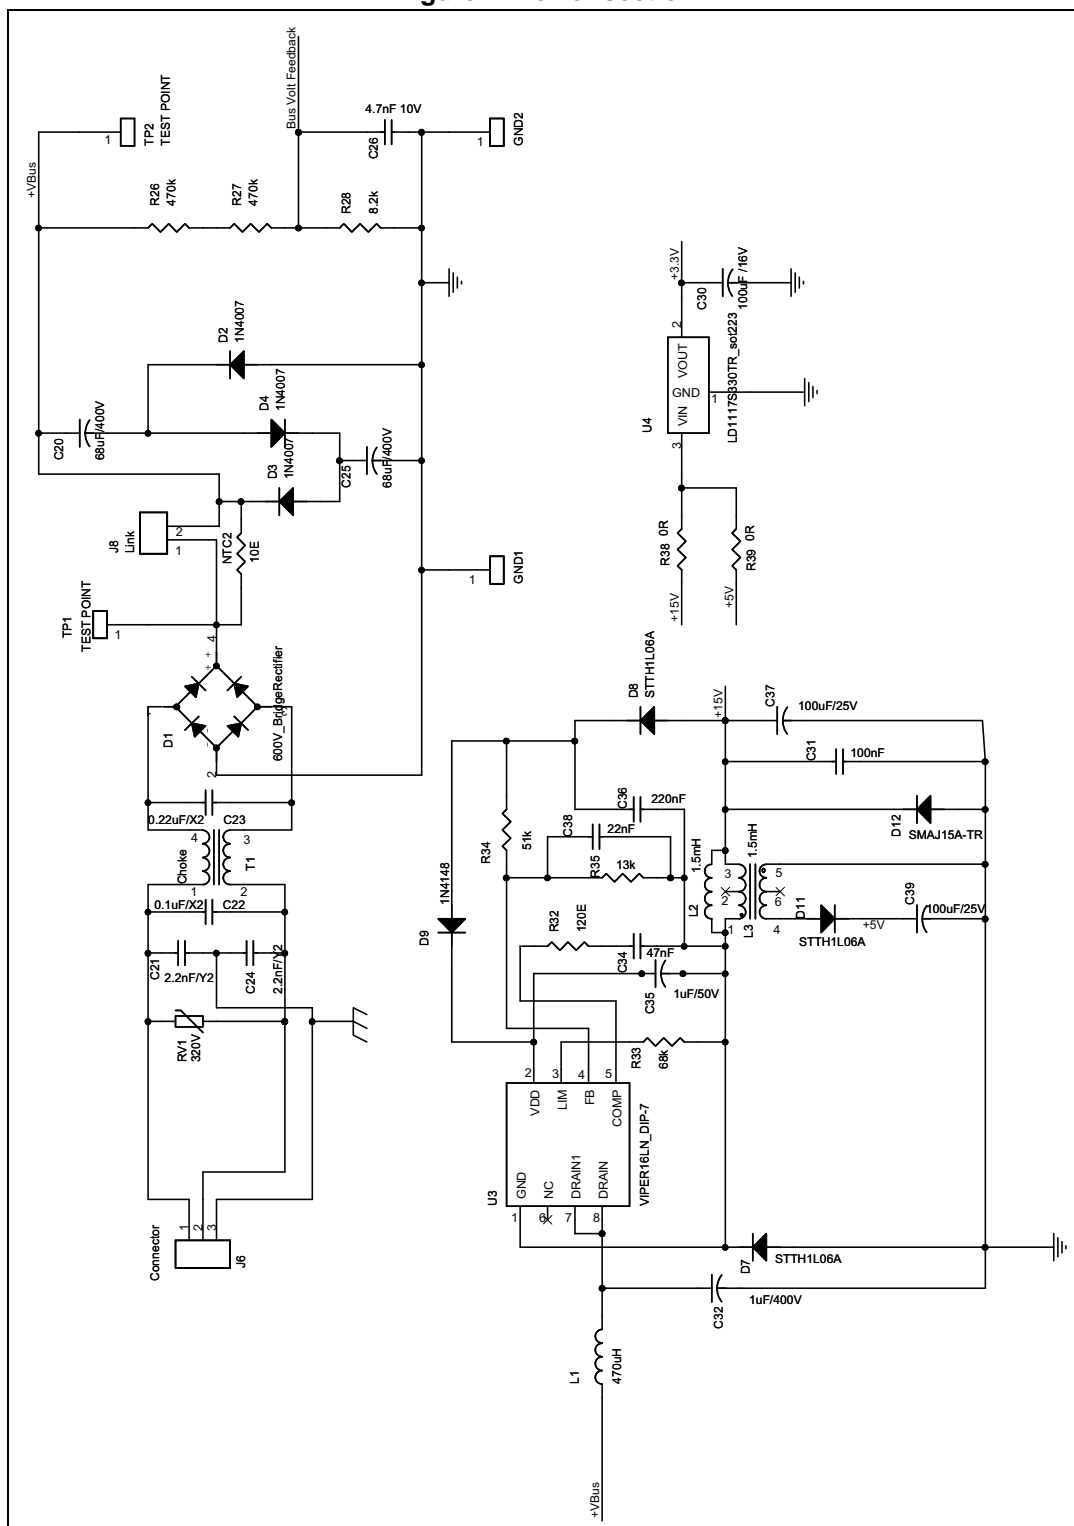 +VBus
1
TP2
TEST POINT
Bus Volt Feedback
4.7nF 10V
C26
1
GND2
R26
470k
R27
470k
R28
8.2k
D2
1N4007
C20
68uF/400V
D4
1N4007
D3
1N4007
C25
68uF/400V
J8
Link
2
1
NTC2
10E
1
GND1
TP1
TEST POINT
1
4
+
+
-
-
D1
600V_BridgeRectifier
2
0.22uF/X2
C23
4
3
Choke
T1
1
2
0.1uF/X2
C22
C21
2.2nF/Y2
C24
2.2nF/Y2
RV1
320V
Connector
1
2
3
J6
+3.3V
C30
100uF /16V
2
U4
VOUT
GND
VIN
1
3
LD1117S330TR_sot223
R38 0R
R39 0R
+15V
+5V
D8
STTH1L06A
+15V
C37
100uF/25V
C31
100nF
D12
SMAJ15A-TR
C36
220nF
C38
22nF
R34
51k
R35
13k
1N4148
D9
R32
120E
C34
47nF
C35
1uF/50V
R33
68k
L2
1.5mH
1.5mH
3
2
1
L3
5
6
4
D11
STTH1L06A
+5V
C39
100uF/25V
2
3
4
5
VDD
LIM
FB
COMP
U3
GND
NC
DRAIN1
DRAIN
VIPER16LN_DIP-7
1
6
7
8
D7
STTH1L06A
C32
1uF/400V
L1
470uH
+VBus